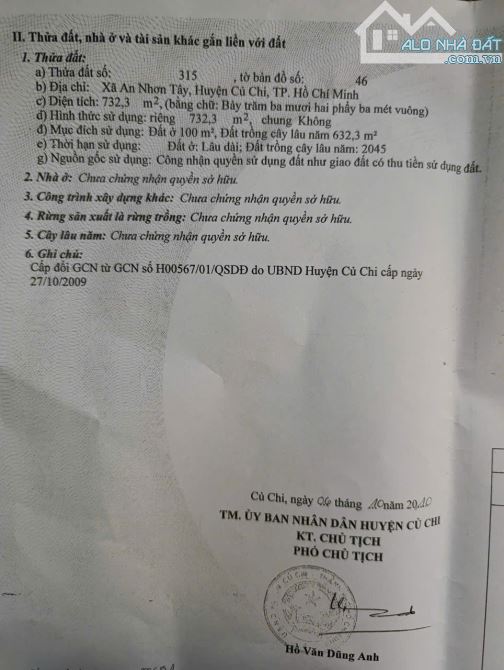 ALO NHÀ ĐẤT
.com.vn
II. Thửa đất, nhà ở và tài sản khác gắn liền với đất
1. Thửa đất:
a) Thửa đất số: 315 , tờ bản đồ số: 46
b) Địa chỉ: Xã An Nhơn Tây, Huyện Củ Chi, TP. Hồ Chí Minh
c) Diện tích: 732,3 m², (bằng chữ: Bảy trăm ba mươi hai phẩy ba mét vuông)
d) Hình thức sử dụng: riêng 732,3 m², chung Không
đ) Mục đích sử dụng: Đất ở 100 m², Đất trồng cây lâu năm 632,3 m²
e) Thời hạn sử dụng: Đất ở: Lâu dài; Đất trồng cây lâu năm: 2045
g) Nguồn gốc sử dụng: Công nhận quyền sử dụng đất như giao đất có thu tiền sử dụng đất.
2. Nhà ở: Chưa chứng nhận quyền sở hữu.
3. Công trình xây dựng khác: Chưa chứng nhận quyền sở hữu.
4. Rừng sản xuất là rừng trồng: Chưa chứng nhận quyền sở hữu.
5. Cây lâu năm: Chưa chứng nhận quyền sở hữu.
6. Ghi chú:
Cấp đổi GCN từ GCN số H00567/01/QSDĐ do UBND Huyện Củ Chi cấp ngày
27/10/2009
Củ Chi, ngày 04 tháng 10 năm 2010
TM. ỦY BAN NHÂN DÂN HUYỆN CỦ CHI
KT. CHỦ TỊCH
PHÓ CHỦ TỊCH
Hồ Văn Dũng Anh